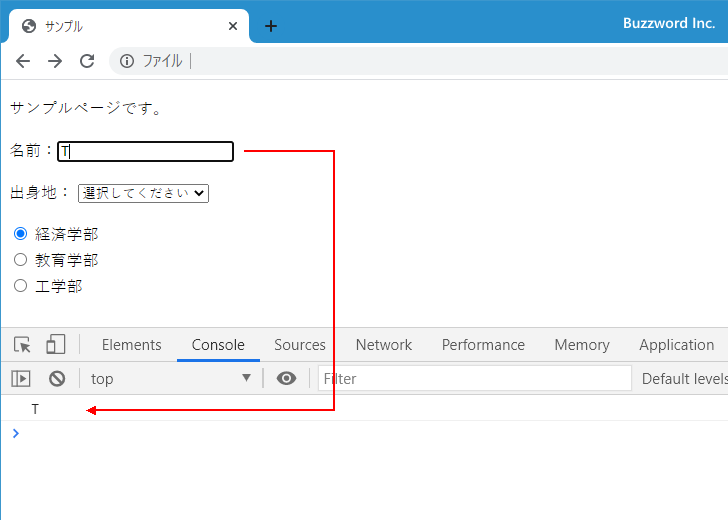 サンプル
Buzzword Inc.
ファイル
サンプルページです。
名前：T
出身地： 選択してください
経済学部
教育学部
工学部
Elements Console Sources Network Performance Memory Application
top Filter Default levels
T